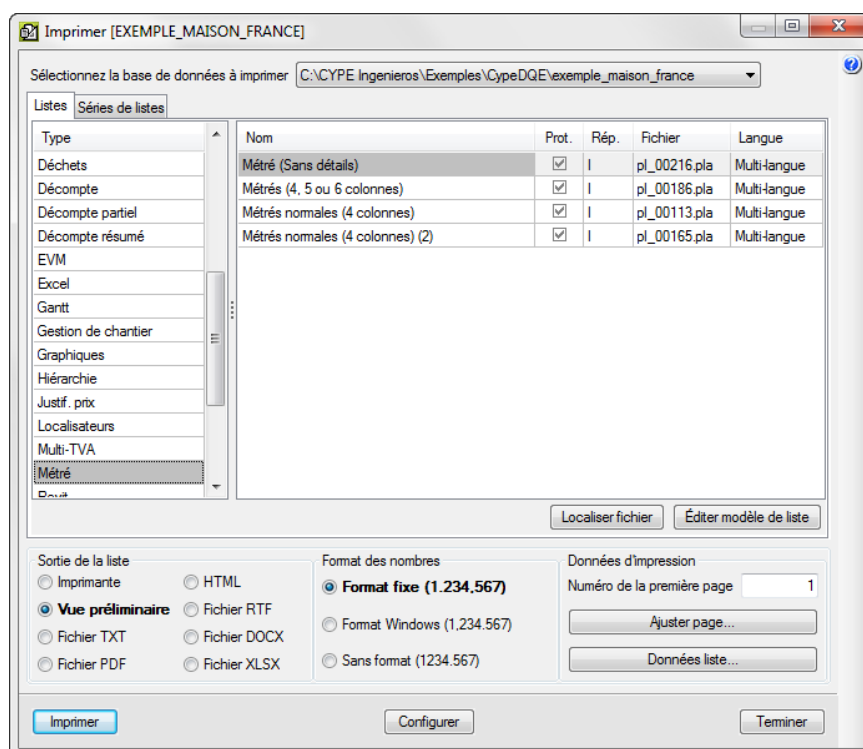 Imprimer [EXEMPLE_MAISON_FRANCE]
Sélectionnez la base de données à imprimer C:\CYPE Ingenieros\Exemples\CypeDQE\exemple_maison_france
Listes Séries de listes
Type
Déchets
Décompte
Décompte partiel
Décompte résumé
EVM
Excel
Gantt
Gestion de chantier
Graphiques
Hiérarchie
Justif. prix
Localisateurs
Multi-TVA
Métré
Nom Prot. Rép. Fichier Langue
Métré (Sans détails) I pl_00216.pla Multi-langue
Métrés (4, 5 ou 6 colonnes) I pl_00186.pla Multi-langue
Métrés normales (4 colonnes) I pl_00113.pla Multi-langue
Métrés normales (4 colonnes) (2) I pl_00165.pla Multi-langue
Localiser fichier Éditer modèle de liste
Sortie de la liste
Imprimante HTML
Vue préliminaire Fichier RTF
Fichier TXT Fichier DOCX
Fichier PDF Fichier XLSX
Format des nombres
Format fixe (1.234,567)
Format Windows (1,234.567)
Sans format (1234.567)
Données d'impression
Numéro de la première page 1
Ajuster page...
Données liste...
Imprimer Configurer Terminer